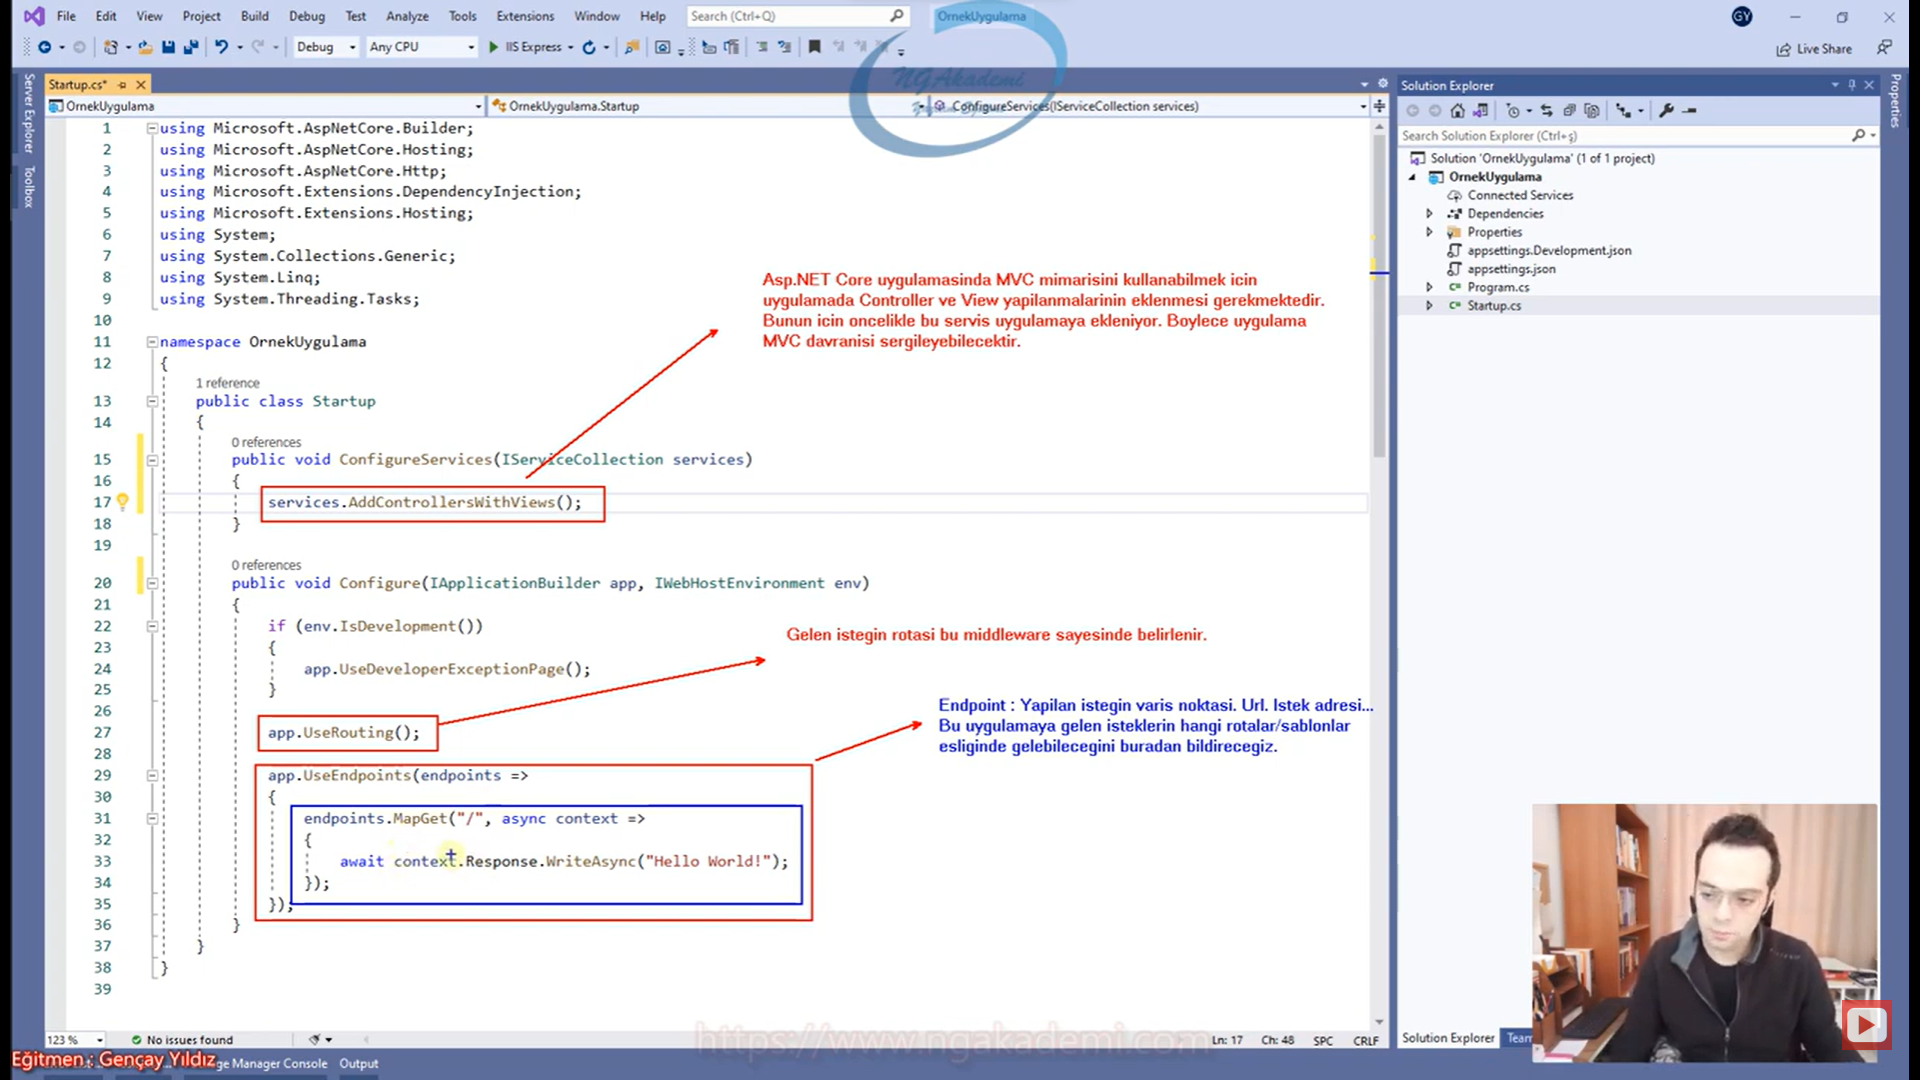 File Edit View Project Build Debug Test Analyze Tools Extensions Window Help Search (Ctrl+Q) OrnekUygulama GY
Debug Any CPU IIS Express Live Share
Server Explorer
Toolbox
Properties
Startup.cs*
OrnekUygulama OrnekUygulama.Startup ConfigureServices(IServiceCollection services)
NGAkademi
1 using Microsoft.AspNetCore.Builder;
2 using Microsoft.AspNetCore.Hosting;
3 using Microsoft.AspNetCore.Http;
4 using Microsoft.Extensions.DependencyInjection;
5 using Microsoft.Extensions.Hosting;
6 using System;
7 using System.Collections.Generic;
8 using System.Linq;
9 using System.Threading.Tasks;
10
11 namespace OrnekUygulama
12 {
1 reference
13 public class Startup
14 {
0 references
15 public void ConfigureServices(IServiceCollection services)
16 {
17 services.AddControllersWithViews();
18 }
19
0 references
20 public void Configure(IApplicationBuilder app, IWebHostEnvironment env)
21 {
22 if (env.IsDevelopment())
23 {
24 app.UseDeveloperExceptionPage();
25 }
26
27 app.UseRouting();
28
29 app.UseEndpoints(endpoints =>
30 {
31 endpoints.MapGet("/", async context =>
32 {
33 await context.Response.WriteAsync("Hello World!");
34 });
35 });
36 }
37 }
38 }
39
Asp.NET Core uygulamasinda MVC mimarisini kullanabilmek icin
uygulamada Controller ve View yapilanmalarinin eklenmesi gerekmektedir.
Bunun icin oncelikle bu servis uygulamaya ekleniyor. Boylece uygulama
MVC davranisi sergileyebilecektir.
Gelen istegin rotasi bu middleware sayesinde belirlenir.
Endpoint : Yapilan istegin varis noktasi. Url. Istek adresi...
Bu uygulamaya gelen isteklerin hangi rotalar/sablonlar
esliginde gelebilecegini buradan bildirecegiz.
Solution Explorer
Search Solution Explorer (Ctrl+ş)
Solution 'OrnekUygulama' (1 of 1 project)
OrnekUygulama
Connected Services
Dependencies
Properties
appsettings.Development.json
appsettings.json
Program.cs
Startup.cs
Solution Explorer Team
123 % No issues found Ln: 17 Ch: 48 SPC CRLF
https://www.ngakademi.com
Eğitmen : Gençay Yıldız
Manager Console Output